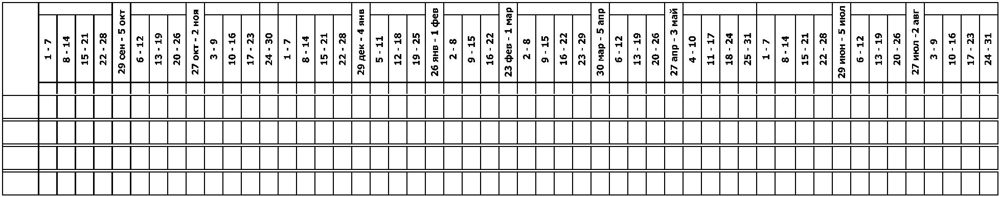 1 - 7
8 - 14
15 - 21
22 - 28
29 сен - 5 окт
6 - 12
13 - 19
20 - 26
27 окт - 2 ноя
3 - 9
10 - 16
17 - 23
24 - 30
1 - 7
8 - 14
15 - 21
22 - 28
29 дек - 4 янв
5 - 11
12 - 18
19 - 25
26 янв - 1 фев
2 - 8
9 - 15
16 - 22
23 фев - 1 мар
2 - 8
9 - 15
16 - 22
23 - 29
30 мар - 5 апр
6 - 12
13 - 19
20 - 26
27 апр - 3 май
4 - 10
11 - 17
18 - 24
25 - 31
1 - 7
8 - 14
15 - 21
22 - 28
29 июн - 5 июл
6 - 12
13 - 19
20 - 26
27 июл -2 авг
3 - 9
10 - 16
17 - 23
24 - 31